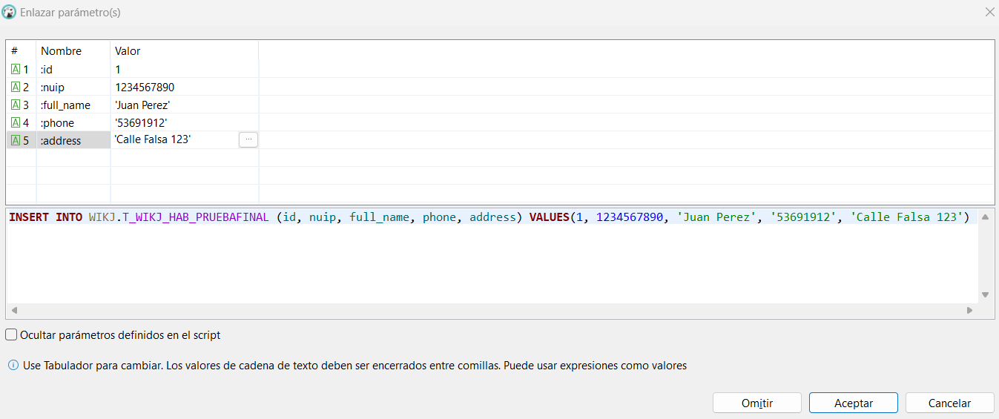 Enlazar parámetro(s)
# Nombre Valor
1 :id 1
2 :nuip 1234567890
3 :full_name 'Juan Perez'
4 :phone '53691912'
5 :address 'Calle Falsa 123' ...
INSERT INTO WIKJ.T_WIKJ_HAB_PRUEBAFINAL (id, nuip, full_name, phone, address) VALUES(1, 1234567890, 'Juan Perez', '53691912', 'Calle Falsa 123')
Ocultar parámetros definidos en el script
Use Tabulador para cambiar. Los valores de cadena de texto deben ser encerrados entre comillas. Puede usar expresiones como valores
Omitir Aceptar Cancelar